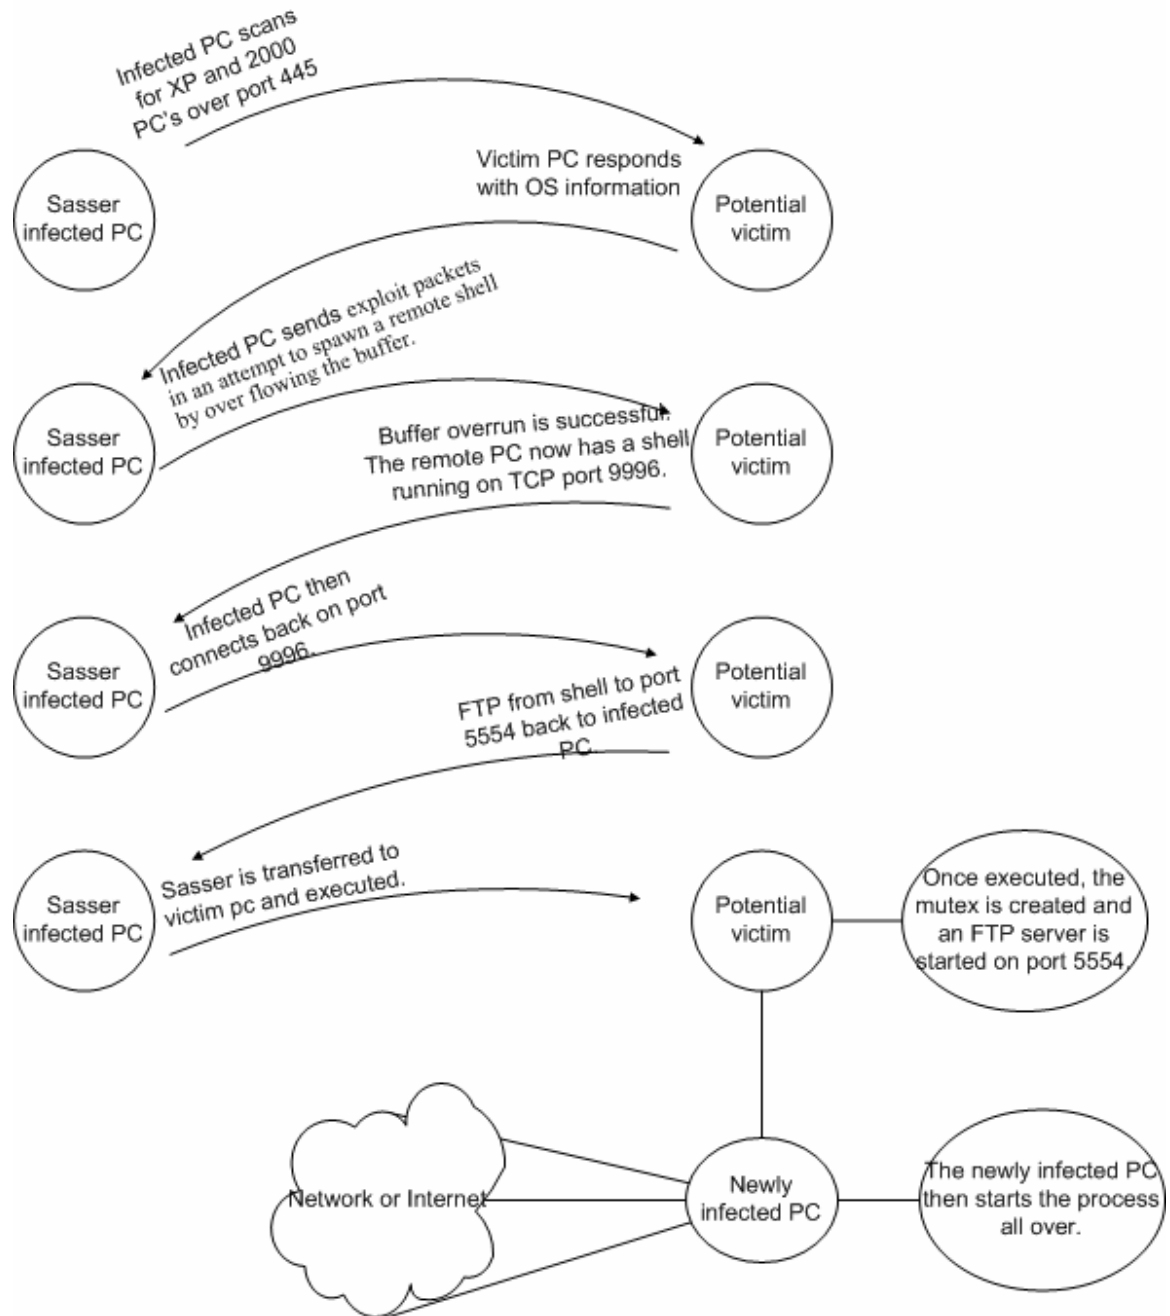 Infected PC scans
for XP and 2000
PC's over port 445
Victim PC responds
with OS information
Sasser
infected PC
Potential
victim
Infected PC sends exploit packets
in an attempt to spawn a remote shell
by over flowing the buffer.
Buffer overrun is successful.
The remote PC now has a shell
running on TCP port 9996.
Sasser
infected PC
Potential
victim
Infected PC then
connects back on port
9996.
FTP from shell to port
5554 back to infected
PC.
Sasser
infected PC
Potential
victim
Sasser is transferred to
victim pc and executed.
Sasser
infected PC
Potential
victim
Once executed, the
mutex is created and
an FTP server is
started on port 5554.
Network or Internet
Newly
infected PC
The newly infected PC
then starts the process
all over.